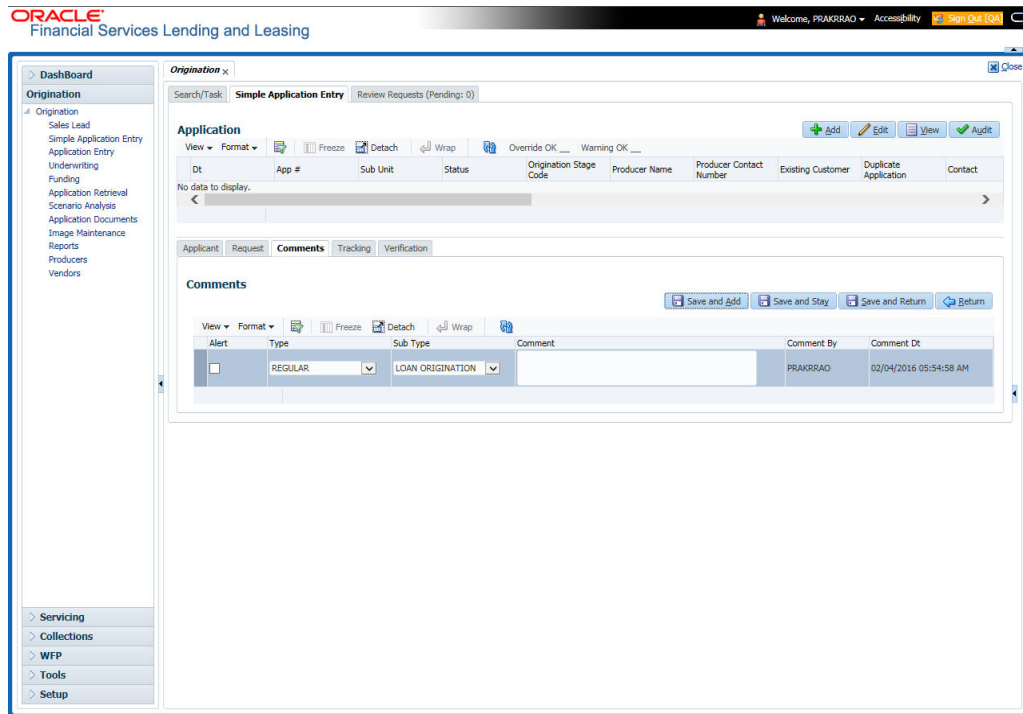 ORACLE
Financial Services Lending and Leasing
Welcome, PRAKRRAO Accessibility Sign Out [QA]
Close
DashBoard
Origination
Origination
Sales Lead
Simple Application Entry
Application Entry
Underwriting
Funding
Application Retrieval
Scenario Analysis
Application Documents
Image Maintenance
Reports
Producers
Vendors
Servicing
Collections
WFP
Tools
Setup
Origination
Search/Task Simple Application Entry Review Requests (Pending: 0)
Application
Add Edit View Audit
View Format Freeze Detach Wrap Override OK __ Warning OK __
Dt App # Sub Unit Status Origination Stage Code Producer Name Producer Contact Number Existing Customer Duplicate Application Contact
No data to display.
Applicant Request Comments Tracking Verification
Comments
Save and Add Save and Stay Save and Return Return
View Format Freeze Detach Wrap
Alert Type Sub Type Comment Comment By Comment Dt
REGULAR LOAN ORIGINATION PRAKRRAO 02/04/2016 05:54:58 AM